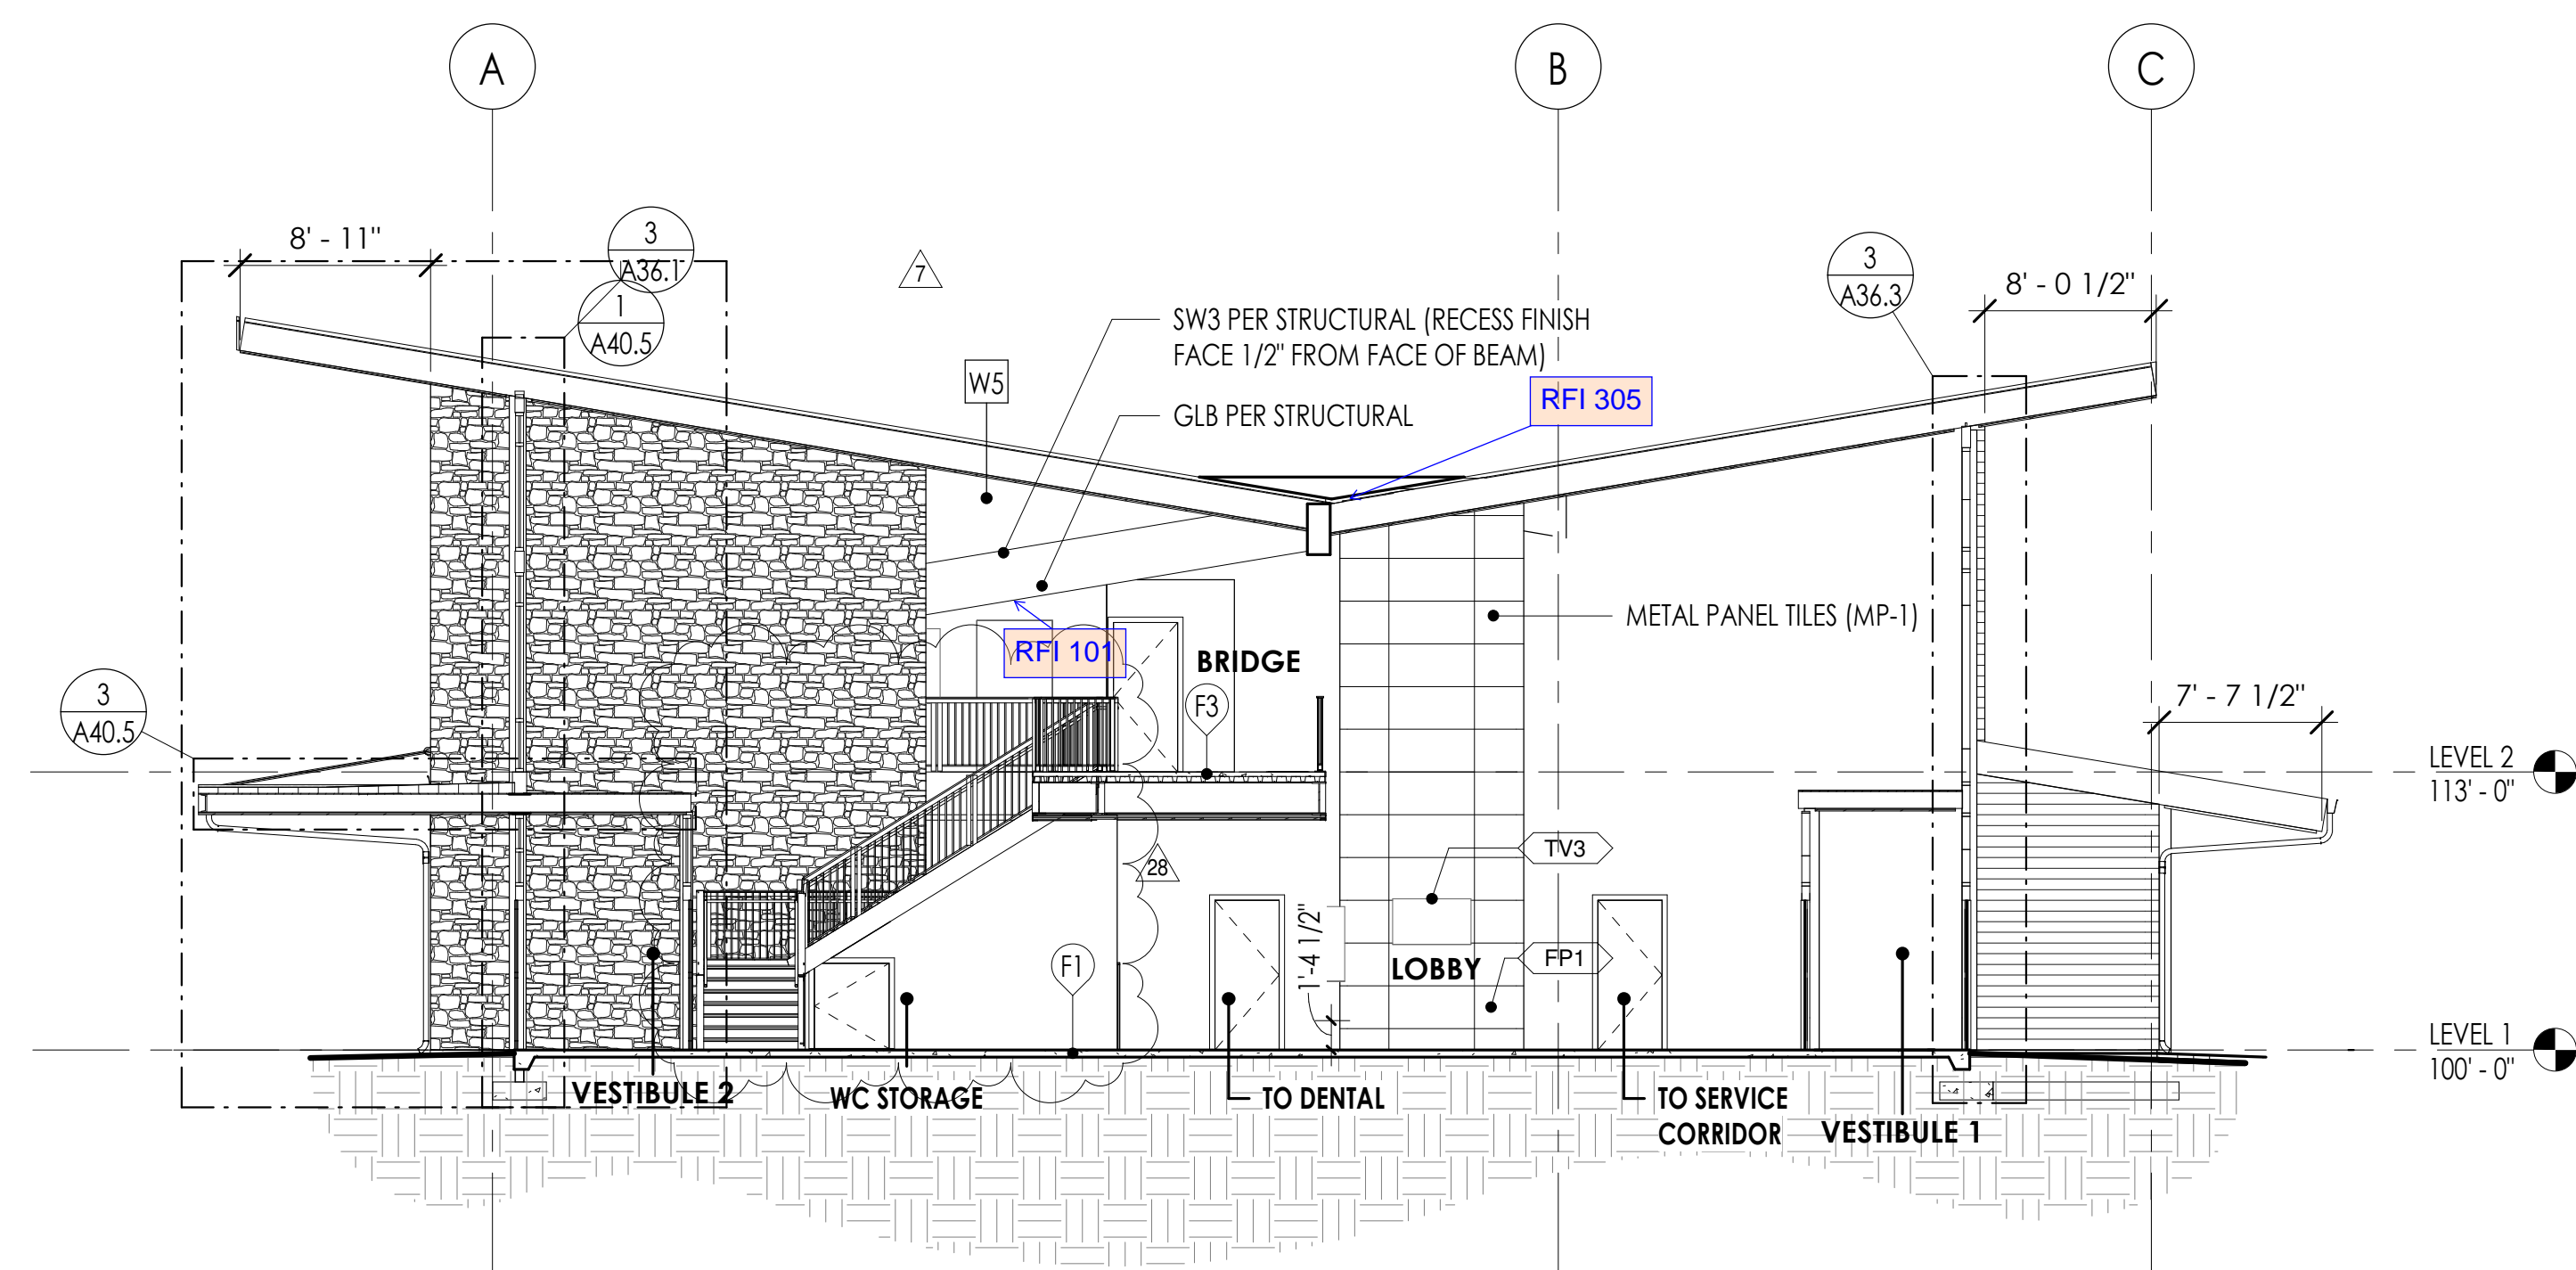 A
B
C
8' - 11"
3
A36.1
1
A40.5
7
3
A36.3
8' - 0 1/2"
SW3 PER STRUCTURAL (RECESS FINISH
FACE 1/2" FROM FACE OF BEAM)
W5
RFI 305
GLB PER STRUCTURAL
METAL PANEL TILES (MP-1)
RFI 101
BRIDGE
3
A40.5
F3
7' - 7 1/2"
LEVEL 2
113' - 0"
TV3
28
1'-4 1/2"
F1
LOBBY
FP1
LEVEL 1
100' - 0"
VESTIBULE 2
WC STORAGE
TO DENTAL
TO SERVICE
CORRIDOR
VESTIBULE 1